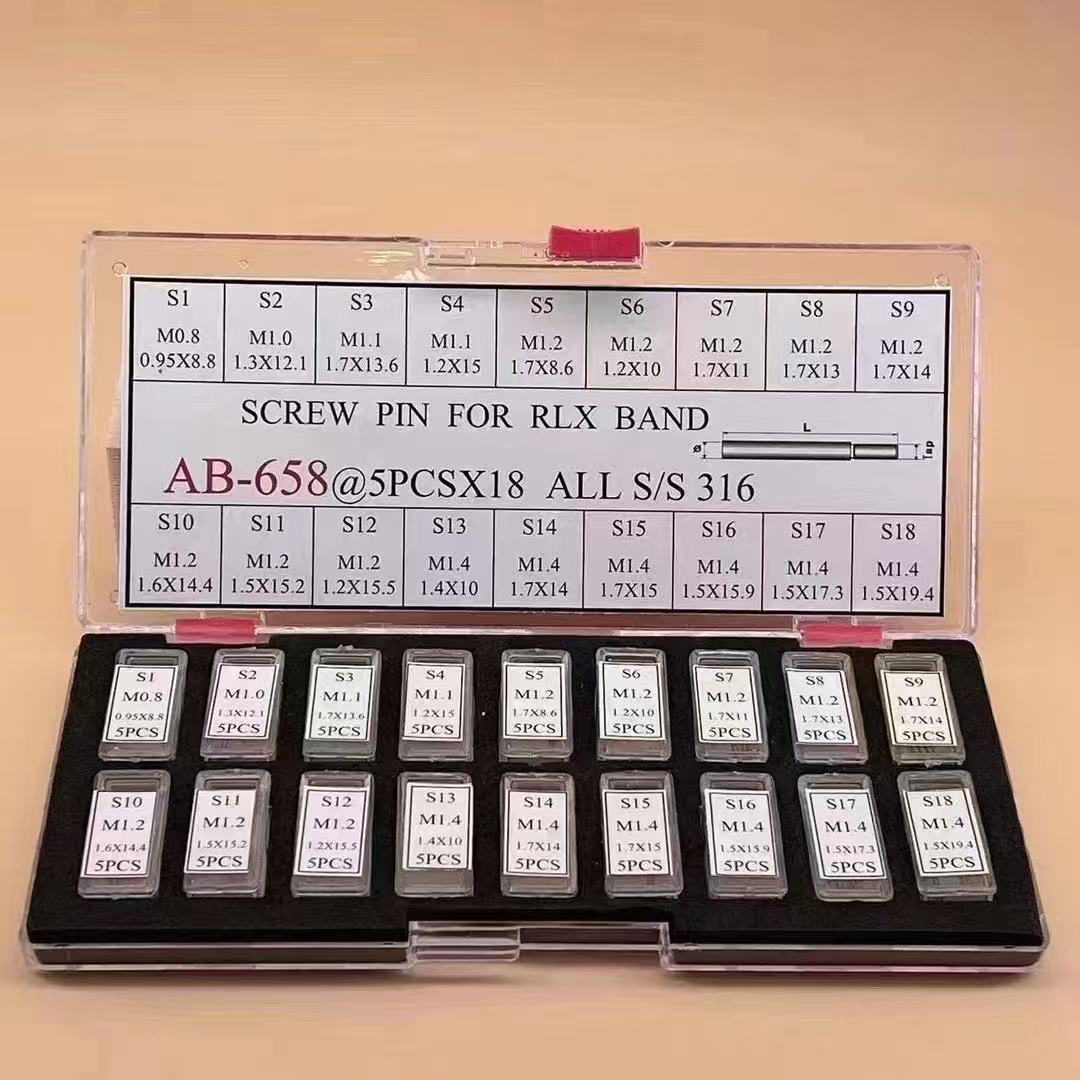 S1 S2 S3 S4 S5 S6 S7 S8 S9
M0.8 M1.0 M1.1 M1.1 M1.2 M1.2 M1.2 M1.2 M1.2
0.95X8.8 1.3X12.1 1.7X13.6 1.2X15 1.7X8.6 1.2X10 1.7X11 1.7X13 1.7X14
SCREW PIN FOR RLX BAND
L
ø
Tap
AB-658@5PCSX18 ALL S/S 316
S10 S11 S12 S13 S14 S15 S16 S17 S18
M1.2 M1.2 M1.2 M1.4 M1.4 M1.4 M1.4 M1.4 M1.4
1.6X14.4 1.5X15.2 1.2X15.5 1.4X10 1.7X14 1.7X15 1.5X15.9 1.5X17.3 1.5X19.4
S1 S2 S3 S4 S5 S6 S7 S8 S9
M0.8 M1.0 M1.1 M1.1 M1.2 M1.2 M1.2 M1.2 M1.2
0.95X8.8 1.3X12.1 1.7X13.6 1.2X15 1.7X8.6 1.2X10 1.7X11 1.7X13 1.7X14
5PCS 5PCS 5PCS 5PCS 5PCS 5PCS 5PCS 5PCS 5PCS
S10 S11 S12 S13 S14 S15 S16 S17 S18
M1.2 M1.2 M1.2 M1.4 M1.4 M1.4 M1.4 M1.4 M1.4
1.6X14.4 1.5X15.2 1.2X15.5 1.4X10 1.7X14 1.7X15 1.5X15.9 1.5X17.3 1.5X19.4
5PCS 5PCS 5PCS 5PCS 5PCS 5PCS 5PCS 5PCS 5PCS